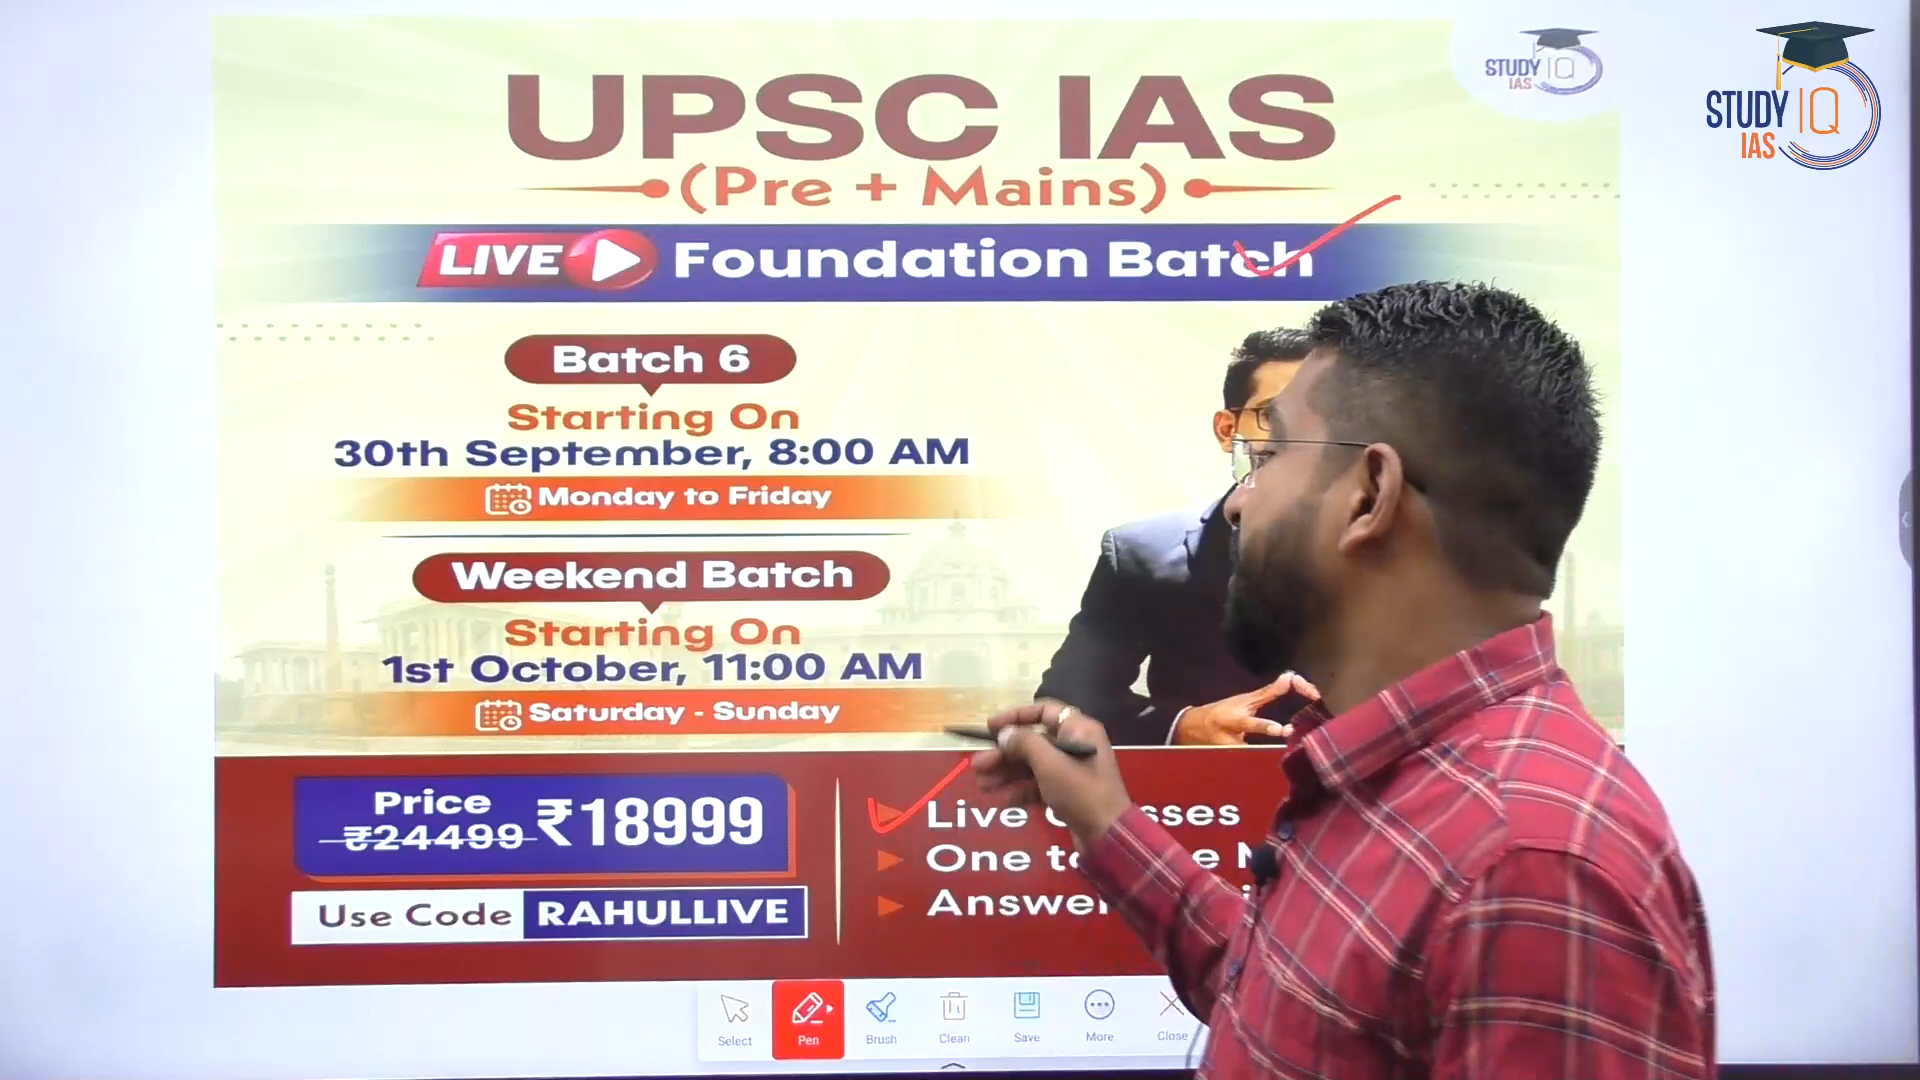 UPSC IAS
(Pre + Mains)
LIVE Foundation Batch
Batch 6
Starting On
30th September, 8:00 AM
Monday to Friday
Weekend Batch
Starting On
1st October, 11:00 AM
Saturday - Sunday
Price
₹24499 ₹18999
Use Code RAHULLIVE
Live
One
STUDY IQ
IAS
STUDY IQ
IAS
Select
Pen
Brush
Clean
Save
More
Close